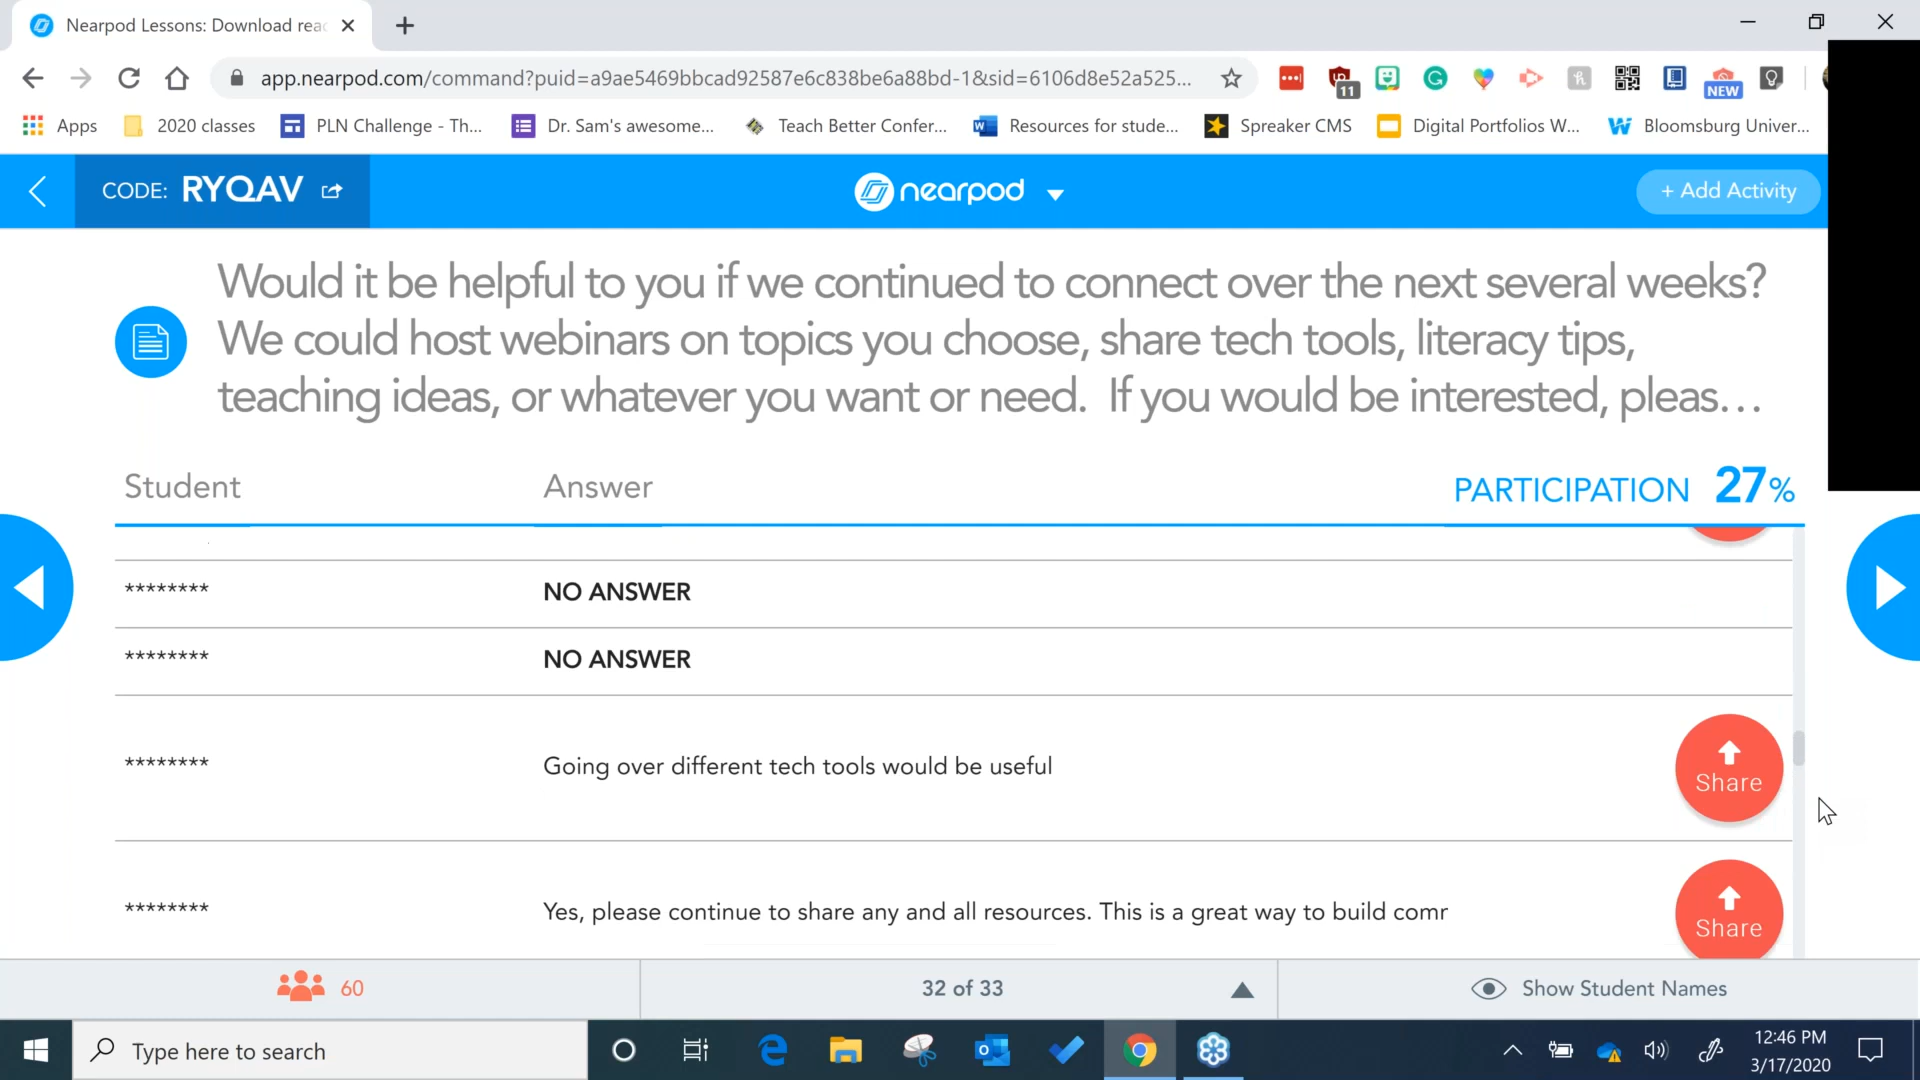 Nearpod Lessons: Download rea
app.nearpod.com/command?puid=a9ae5469bbcad92587e6c838be6a88bd-1&sid=6106d8e52a525...
11
NEW
Apps 2020 classes PLN Challenge - Th... Dr. Sam's awesome... Teach Better Confer... Resources for stude... Spreaker CMS Digital Portfolios W... Bloomsburg Univer...
CODE: RYQAV
nearpod
+ Add Activity
Would it be helpful to you if we continued to connect over the next several weeks?
We could host webinars on topics you choose, share tech tools, literacy tips,
teaching ideas, or whatever you want or need. If you would be interested, pleas...
Student Answer PARTICIPATION 27%
******** NO ANSWER
******** NO ANSWER
******** Going over different tech tools would be useful
Share
******** Yes, please continue to share any and all resources. This is a great way to build comr
Share
60
32 of 33
Show Student Names
Type here to search
12:46 PM
3/17/2020